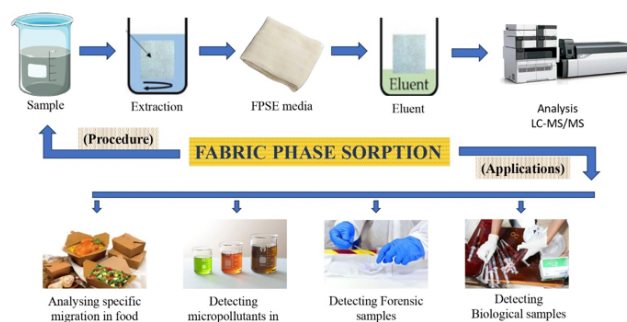 Eluent
Sample
Extraction
FPSE media
Eluent
Analysis
LC-MS/MS
(Procedure)
FABRIC PHASE SORPTION
(Applications)
Analysing specific
migration in food
Detecting
micropollutants in
Detecting Forensic
samples
Detecting
Biological samples